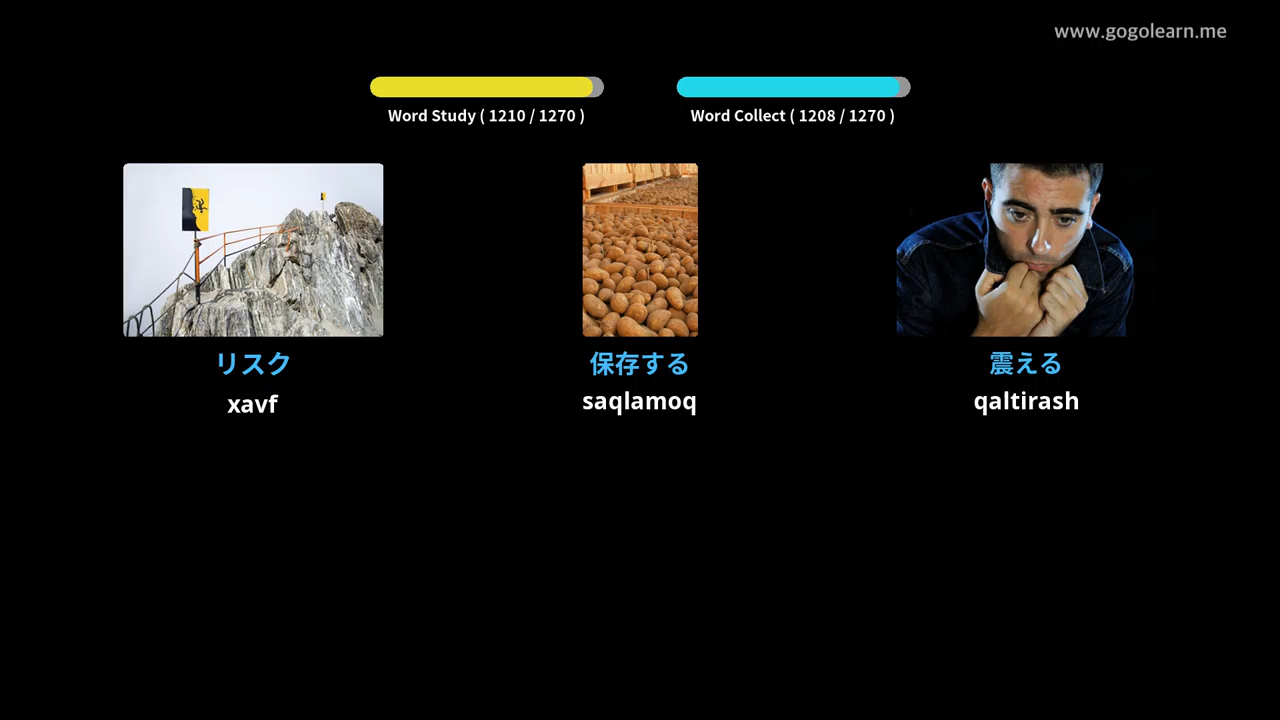 www.gogolearn.me
Word Study ( 1210 / 1270 )
Word Collect ( 1208 / 1270 )
リスク
xavf
保存する
saqlamoq
震える
qaltirash